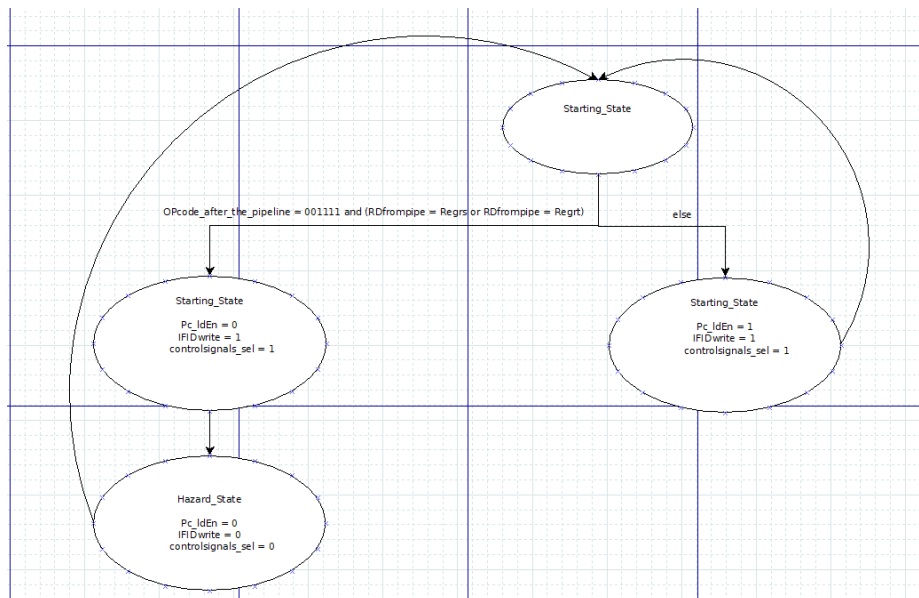 Starting_State
OPcode_after_the_pipeline = 001111 and (RDfrompipe = Regrs or RDfrompipe = Regrt)
else
Starting_State
Pc_ldEn = 0
IFIDwrite = 1
controlsignals_sel = 1
Starting_State
Pc_ldEn = 1
IFIDwrite = 1
controlsignals_sel = 1
Hazard_State
Pc_ldEn = 0
IFIDwrite = 0
controlsignals_sel = 0